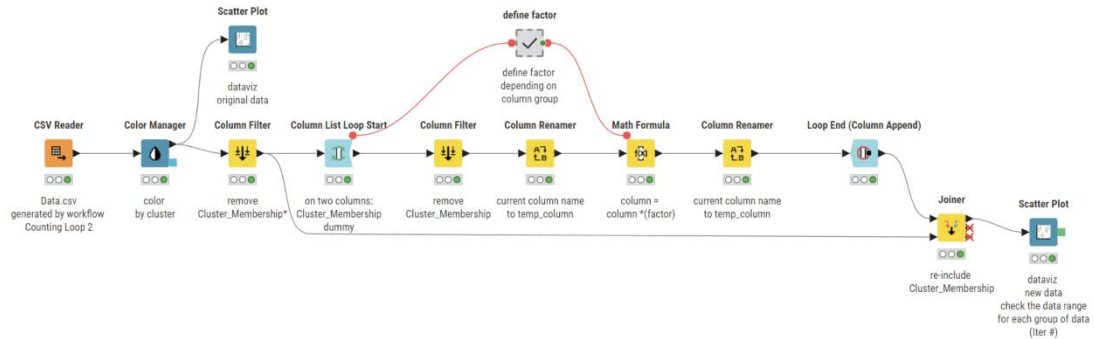 Scatter Plot
dataviz
original data
define factor
define factor
depending on
column group
CSV Reader
Data.csv
generated by workflow
Counting Loop 2
Color Manager
color
by cluster
Column Filter
remove
Cluster_Membership*
Column List Loop Start
on two columns:
Cluster_Membership
dummy
Column Filter
remove
Cluster_Membership
Column Renamer
A
B
current column name
to temp_column
Math Formula
f(x)
column =
column *(factor)
Column Renamer
A
B
current column name
to temp_column
Loop End (Column Append)
Joiner
re-include
Cluster_Membership
Scatter Plot
dataviz
new data
check the data range
for each group of data
(Iter #)